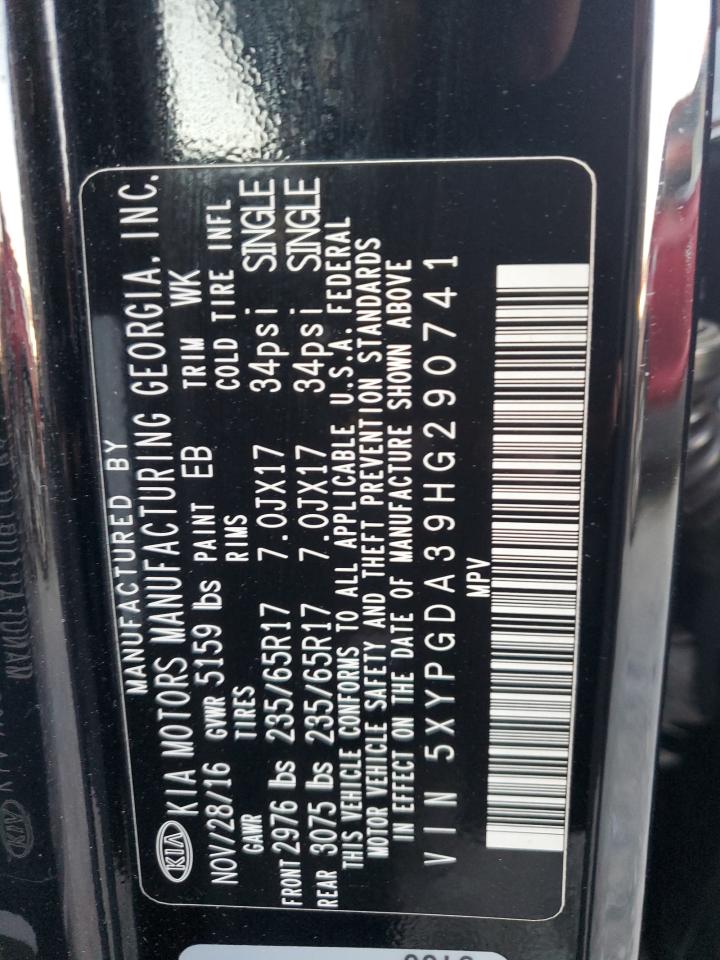 MANUFACTURED BY
KIA KIA MOTORS MANUFACTURING GEORGIA, INC.
NOV/28/16 GVWR 5159 lbs PAINT EB TRIM WK
GAWR TIRES RIMS COLD TIRE INFL
FRONT 2976 lbs 235/65R17 7.0JX17 34psi SINGLE
REAR 3075 lbs 235/65R17 7.0JX17 34psi SINGLE
THIS VEHICLE CONFORMS TO ALL APPLICABLE U.S.A. FEDERAL
MOTOR VEHICLE SAFETY AND THEFT PREVENTION STANDARDS
IN EFFECT ON THE DATE OF MANUFACTURE SHOWN ABOVE
VIN 5XYPGDA39HG290741
MPV